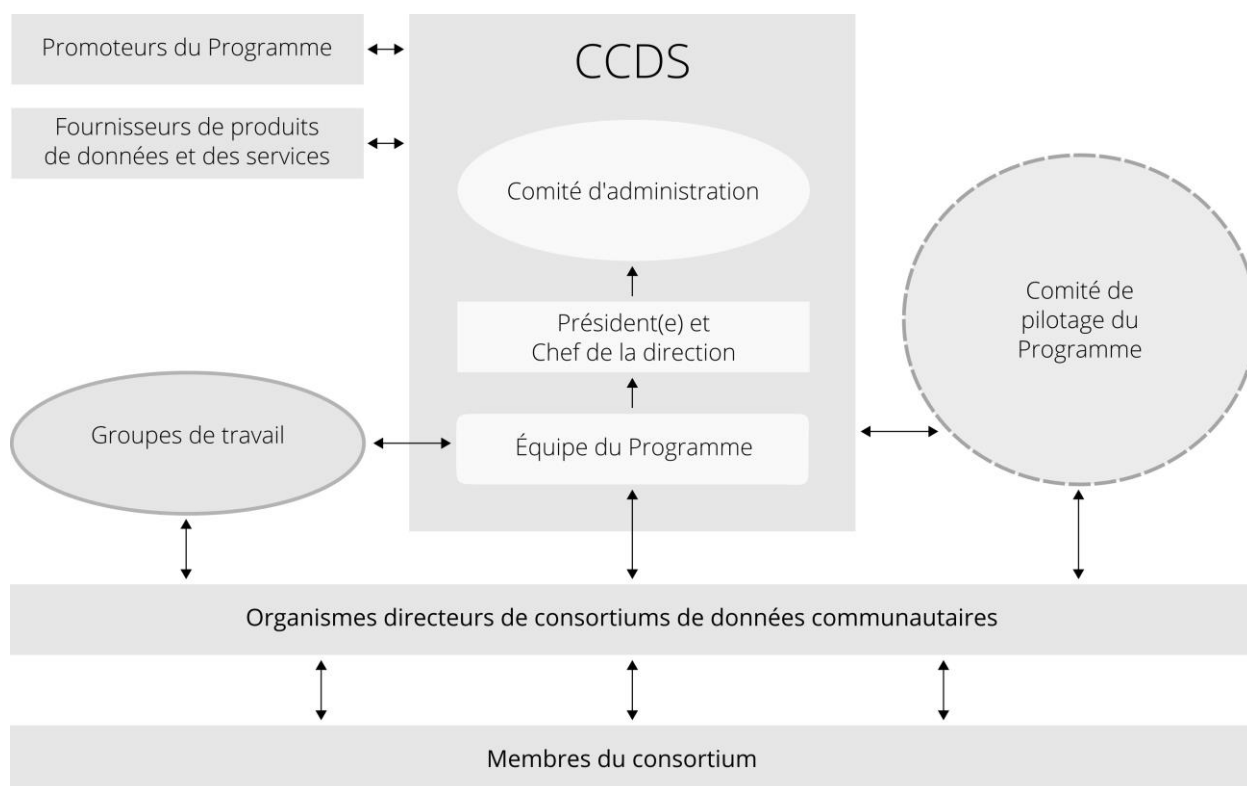 Promoteurs du Programme
Fournisseurs de produits
de données et des services
CCDS
Comité d'administration
Président(e) et
Chef de la direction
Équipe du Programme
Groupes de travail
Comité de
pilotage du
Programme
Organismes directeurs de consortiums de données communautaires
Membres du consortium